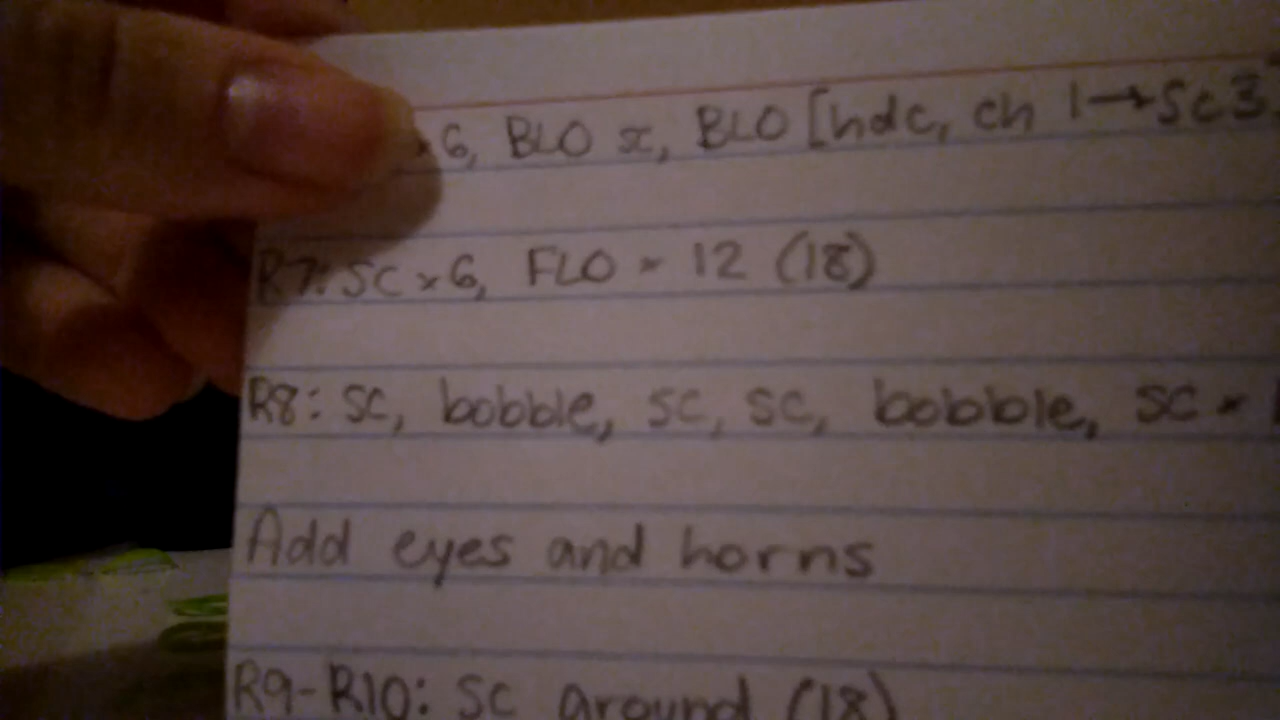 ×6, BLO x, BLO [hdc, ch 1→Sc3
R7: SC ×6, FLO × 12 (18)
R8: SC, bobble, SC, SC, bobble, SC ×
Add eyes and horns
R9-R10: SC around (18)